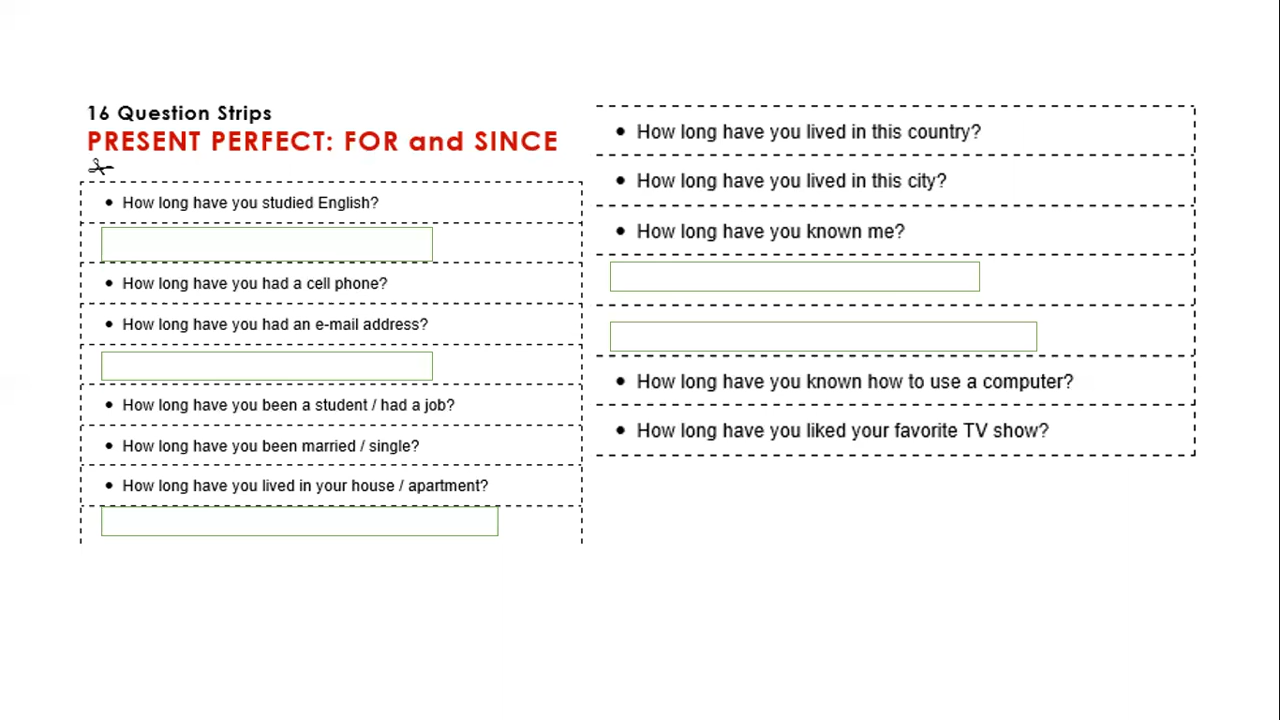 16 Question Strips
PRESENT PERFECT: FOR and SINCE
• How long have you studied English?
• How long have you had a cell phone?
• How long have you had an e-mail address?
• How long have you been a student / had a job?
• How long have you been married / single?
• How long have you lived in your house / apartment?
• How long have you lived in this country?
• How long have you lived in this city?
• How long have you known me?
• How long have you known how to use a computer?
• How long have you liked your favorite TV show?